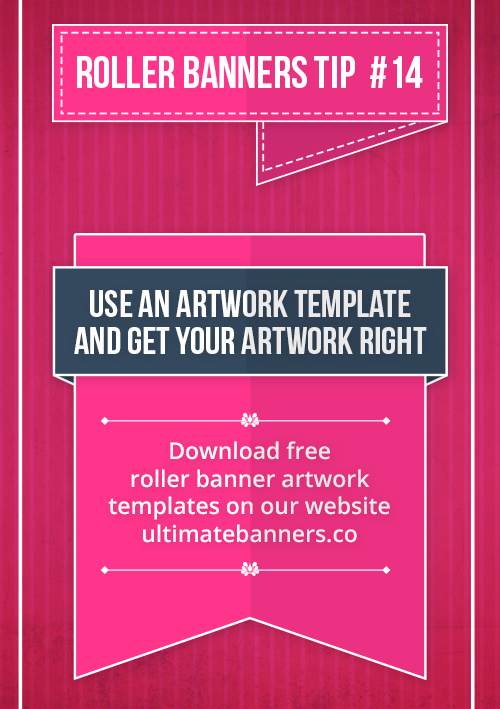 ROLLER BANNERS TIP #14
USE AN ARTWORK TEMPLATE
AND GET YOUR ARTWORK RIGHT
Download free
roller banner artwork
templates on our website
ultimatebanners.co